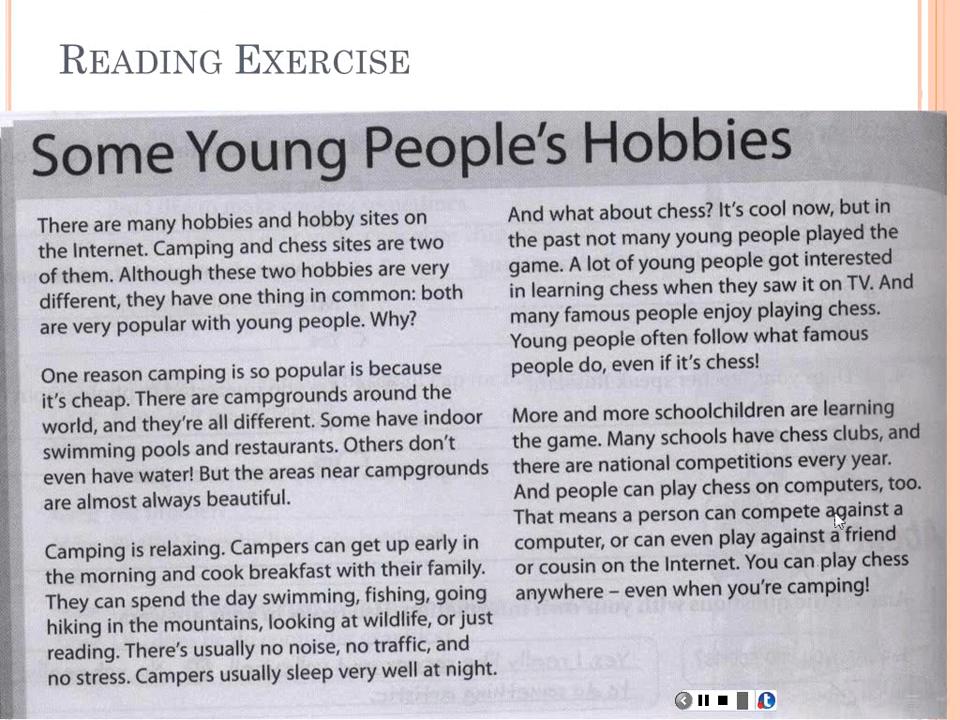 READING EXERCISE
Some Young People's Hobbies
There are many hobbies and hobby sites on
the Internet. Camping and chess sites are two
of them. Although these two hobbies are very
different, they have one thing in common: both
are very popular with young people. Why?
One reason camping is so popular is because
it's cheap. There are campgrounds around the
world, and they're all different. Some have indoor
swimming pools and restaurants. Others don't
even have water! But the areas near campgrounds
are almost always beautiful.
Camping is relaxing. Campers can get up early in
the morning and cook breakfast with their family.
They can spend the day swimming, fishing, going
hiking in the mountains, looking at wildlife, or just
reading. There's usually no noise, no traffic, and
no stress. Campers usually sleep very well at night.
And what about chess? It's cool now, but in
the past not many young people played the
game. A lot of young people got interested
in learning chess when they saw it on TV. And
many famous people enjoy playing chess.
Young people often follow what famous
people do, even if it's chess!
More and more schoolchildren are learning
the game. Many schools have chess clubs, and
there are national competitions every year.
And people can play chess on computers, too.
That means a person can compete against a
computer, or can even play against a friend
or cousin on the Internet. You can play chess
anywhere – even when you're camping!